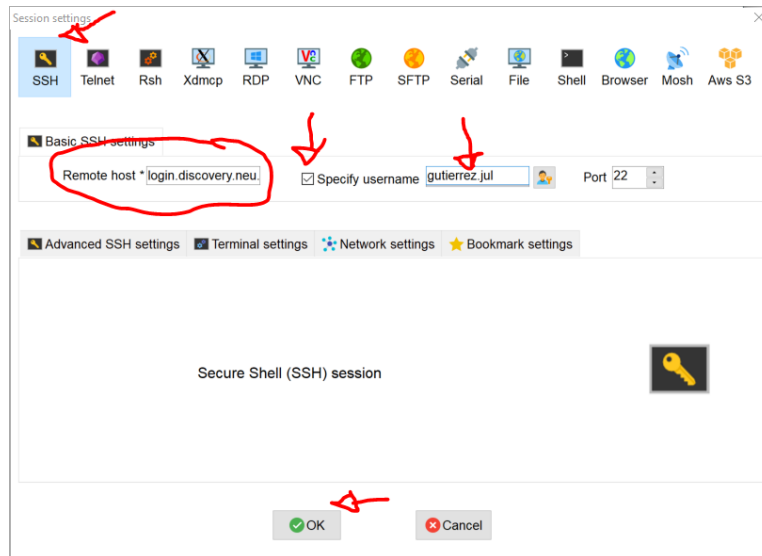 Session settings
SSH Telnet Rsh Xdmcp RDP VNC FTP SFTP Serial File Shell Browser Mosh Aws S3
Basic SSH settings
Remote host * login.discovery.neu. Specify username gutierrez.jul Port 22
Advanced SSH settings Terminal settings Network settings Bookmark settings
Secure Shell (SSH) session
OK Cancel